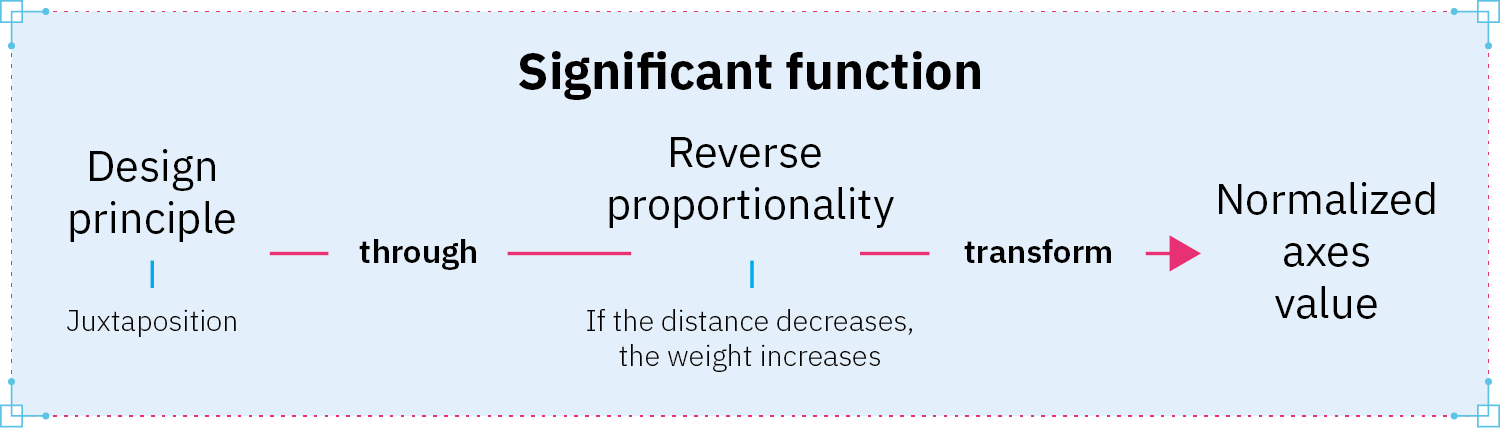 Significant function
Design
principle
Juxtaposition
through
Reverse
proportionality
If the distance decreases,
the weight increases
transform
Normalized
axes
value